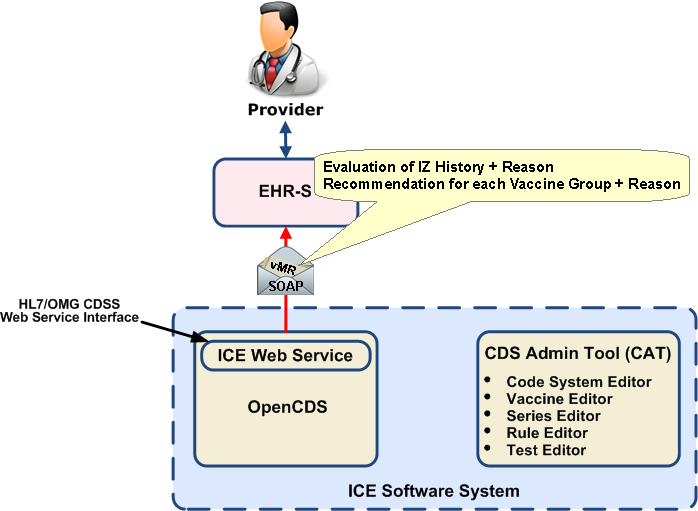 Provider
EHR-S
Evaluation of IZ History + Reason
Recommendation for each Vaccine Group + Reason
vMR
SOAP
HL7/OMG CDSS
Web Service Interface
ICE Web Service
OpenCDS
CDS Admin Tool (CAT)
• Code System Editor
• Vaccine Editor
• Series Editor
• Rule Editor
• Test Editor
ICE Software System